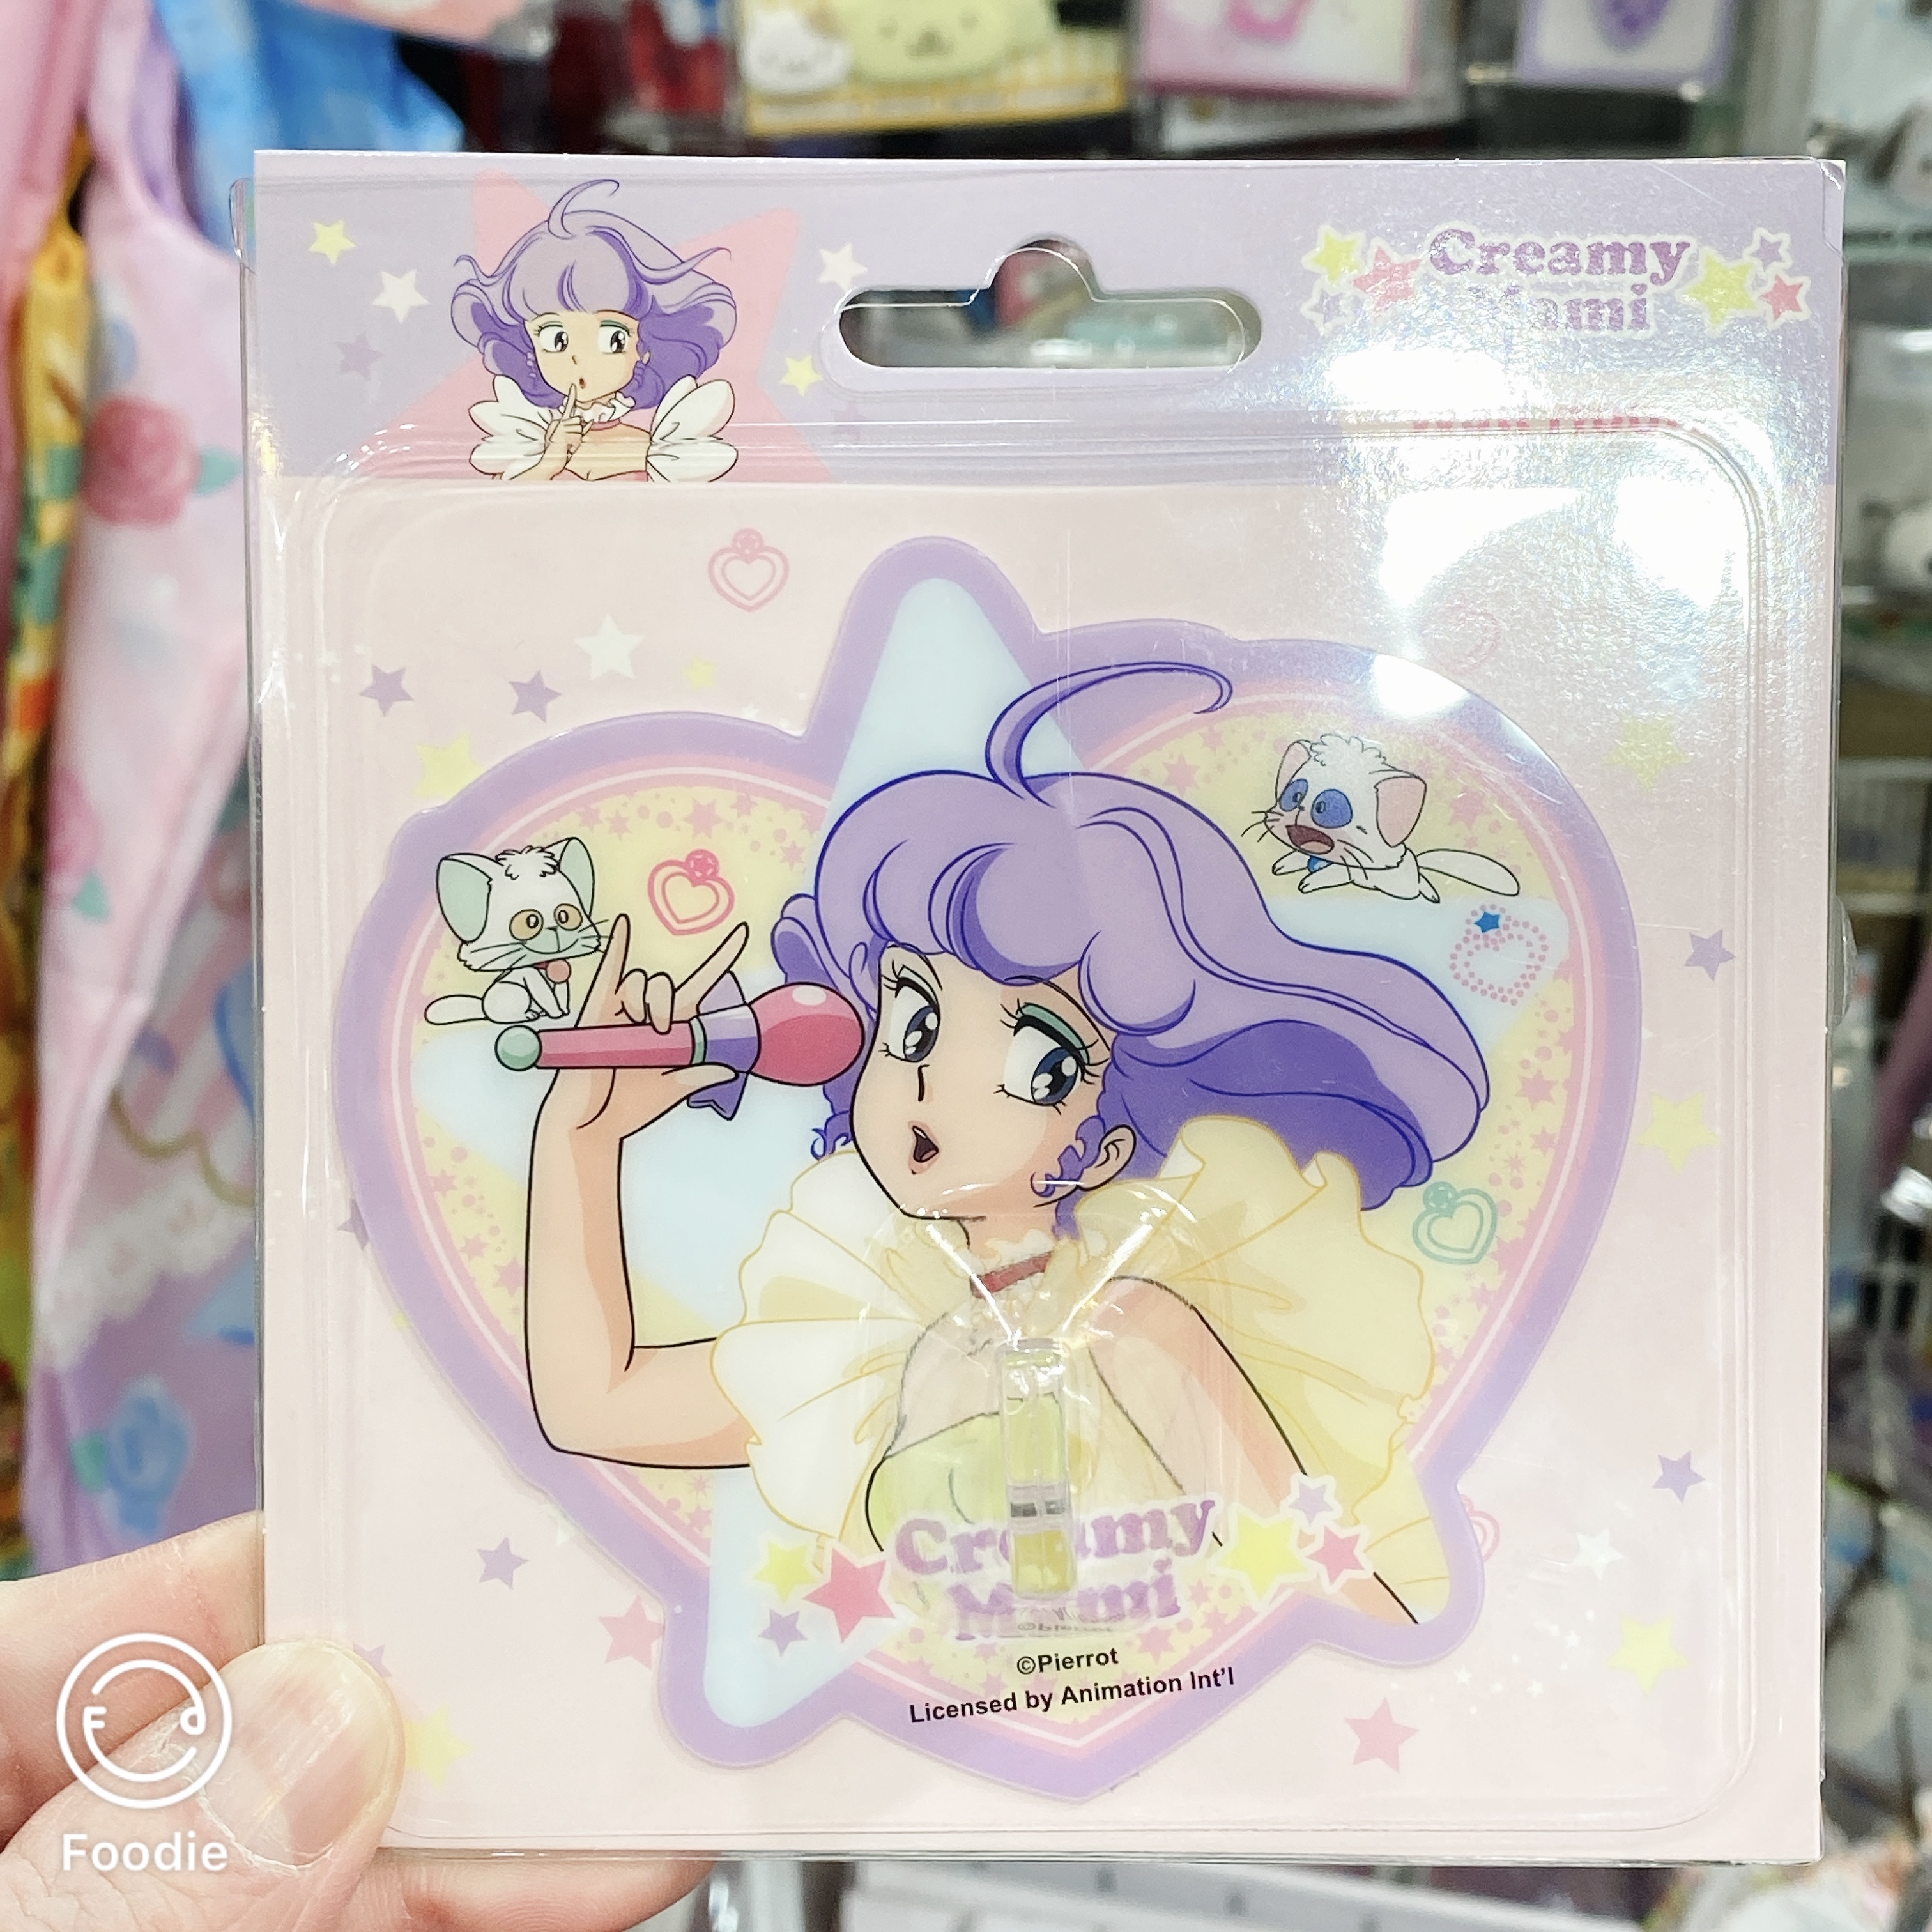 Creamy
Mami
Creamy
Mami
©Pierrot
Licensed by Animation Int'l
Foodie